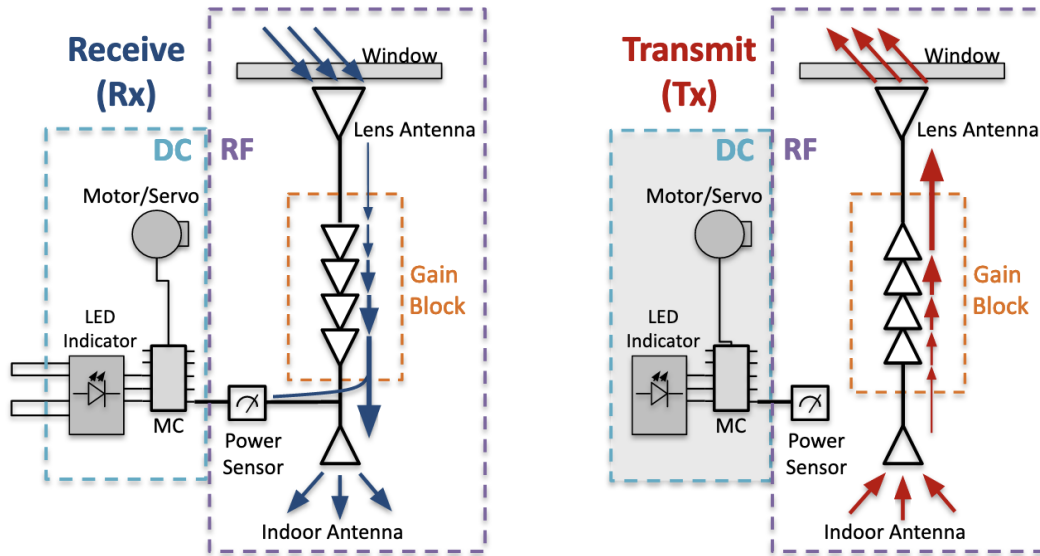 Receive
(Rx)
Window
Lens Antenna
DC
RF
Motor/Servo
Gain
Block
LED
Indicator
MC
Power
Sensor
Indoor Antenna
Transmit
(Tx)
Window
Lens Antenna
DC
RF
Motor/Servo
Gain
Block
LED
Indicator
MC
Power
Sensor
Indoor Antenna